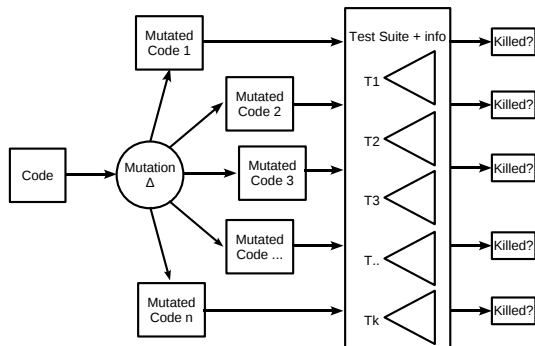 Code
Mutation
Δ
Mutated
Code 1
Mutated
Code 2
Mutated
Code 3
Mutated
Code ...
Mutated
Code n
Test Suite + info
T1
T2
T3
T..
Tk
Killed?
Killed?
Killed?
Killed?
Killed?